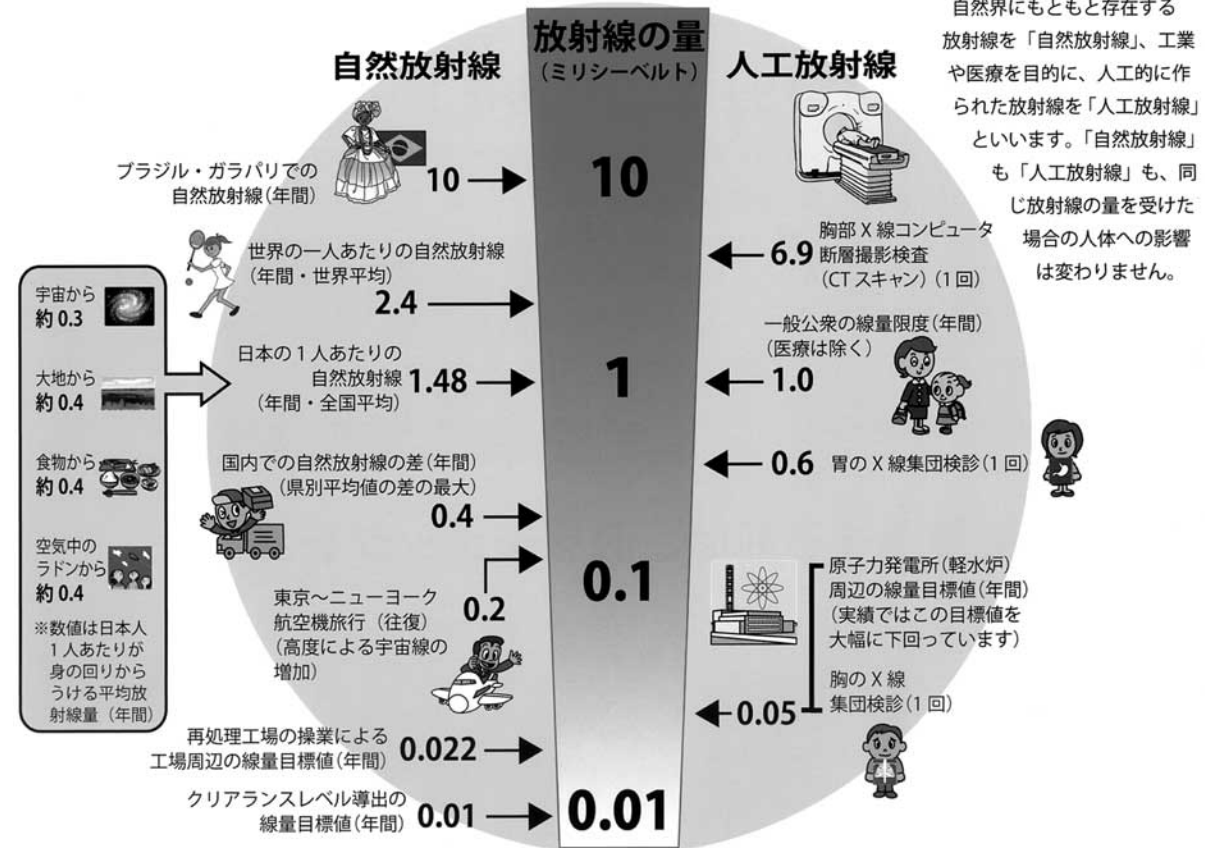 放射線の量
(ミリシーベルト)
10
1
0.1
0.01
自然放射線
ブラジル・ガラパリでの
自然放射線(年間)
10
世界の一人あたりの自然放射線
(年間・世界平均)
2.4
日本の1人あたりの
自然放射線
(年間・全国平均)
1.48
宇宙から
約 0.3
大地から
約 0.4
食物から
約 0.4
空気中の
ラドンから
約 0.4
※数値は日本人
1人あたりが
身の回りから
うける平均放
射線量(年間)
国内での自然放射線の差(年間)
(県別平均値の差の最大)
0.4
東京～ニューヨーク
航空機旅行(往復)
(高度による宇宙線の
増加)
0.2
再処理工場の操業による
工場周辺の線量目標値(年間)
0.022
クリアランスレベル導出の
線量目標値(年間)
0.01
人工放射線
6.9
胸部X線コンピュータ
断層撮影検査
(CTスキャン)(1回)
一般公衆の線量限度(年間)
(医療は除く)
1.0
0.6 胃のX線集団検診(1回)
原子力発電所(軽水炉)
周辺の線量目標値(年間)
(実績ではこの目標値を
大幅に下回っています)
胸のX線
集団検診(1回)
0.05
自然界にもともと存在する
放射線を「自然放射線」、工業
や医療を目的に、人工的に作
られた放射線を「人工放射線」
といいます。「自然放射線」
も「人工放射線」も、同
じ放射線の量を受けた
場合の人体への影響
は変わりません。